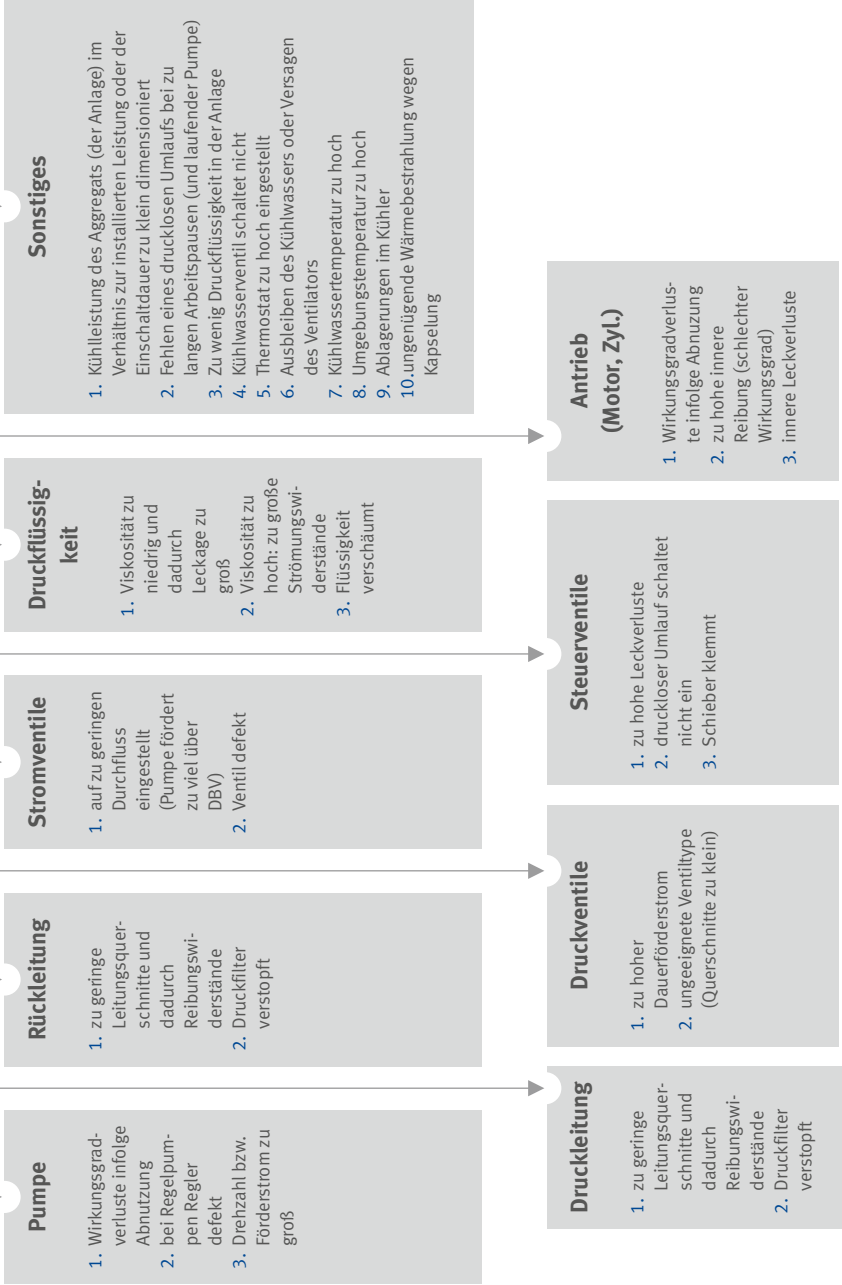 Pumpe
1. Wirkungsgrad-
verluste infolge
Abnutzung
2. bei Regelpum-
pen Regler
defekt
3. Drehzahl bzw.
Förderstrom zu
groß
Rückleitung
1. zu geringe
Leitungsquer-
schnitte und
dadurch
Reibungswi-
derstände
2. Druckfilter
verstopft
Stromventile
1. auf zu geringen
Durchfluss
eingestellt
(Pumpe fördert
zu viel über
DBV)
2. Ventil defekt
Druckflüssig-
keit
1. Viskosität zu
niedrig und
dadurch
Leckage zu
groß
2. Viskosität zu
hoch: zu große
Strömungswi-
derstände
3. Flüssigkeit
verschäumt
Sonstiges
1. Kühlleistung des Aggregats (der Anlage) im
Verhältnis zur installierten Leistung oder der
Einschaltdauer zu klein dimensioniert
2. Fehlen eines drucklosen Umlaufs bei zu
langen Arbeitspausen (und laufender Pumpe)
3. Zu wenig Druckflüssigkeit in der Anlage
4. Kühlwasserventil schaltet nicht
5. Thermostat zu hoch eingestellt
6. Ausbleiben des Kühlwassers oder Versagen
des Ventilators
7. Kühlwassertemperatur zu hoch
8. Umgebungstemperatur zu hoch
9. Ablagerungen im Kühler
10.ungenügende Wärmebestrahlung wegen
Kapselung
Druckleitung
1. zu geringe
Leitungsquer-
schnitte und
dadurch
Reibungswi-
derstände
2. Druckfilter
verstopft
Druckventile
1. zu hoher
Dauerförderstrom
2. ungeeignete Ventiltype
(Querschnitte zu klein)
Steuerventile
1. zu hohe Leckverluste
2. druckloser Umlauf schaltet
nicht ein
3. Schieber klemmt
Antrieb
(Motor, Zyl.)
1. Wirkungsgradverlus-
te infolge Abnuzung
2. zu hohe innere
Reibung (schlechter
Wirkungsgrad)
3. innere Leckverluste